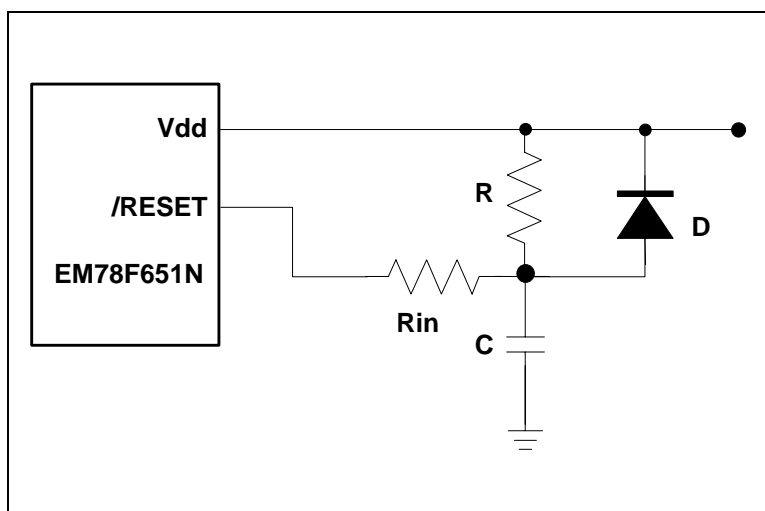 Vdd
/RESET
EM78F651N
R
D
Rin
C